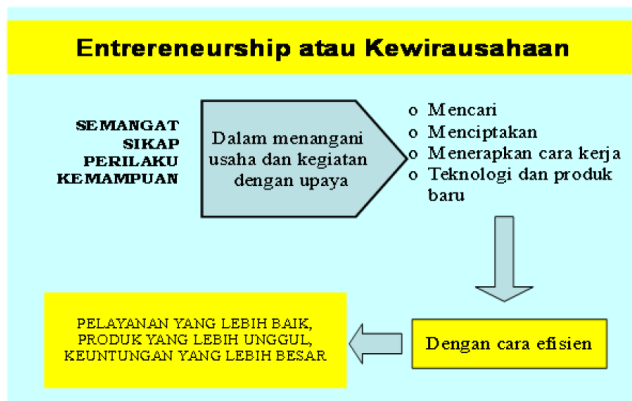 Entrereneurship atau Kewirausahaan
SEMANGAT
SIKAP
PERILAKU
KEMAMPUAN
Dalam menangani
usaha dan kegiatan
dengan upaya
o Mencari
o Menciptakan
o Menerapkan cara kerja
o Teknologi dan produk
baru
Dengan cara efisien
PELAYANAN YANG LEBIH BAIK,
PRODUK YANG LEBIH UNGGUL,
KEUNTUNGAN YANG LEBIH BESAR